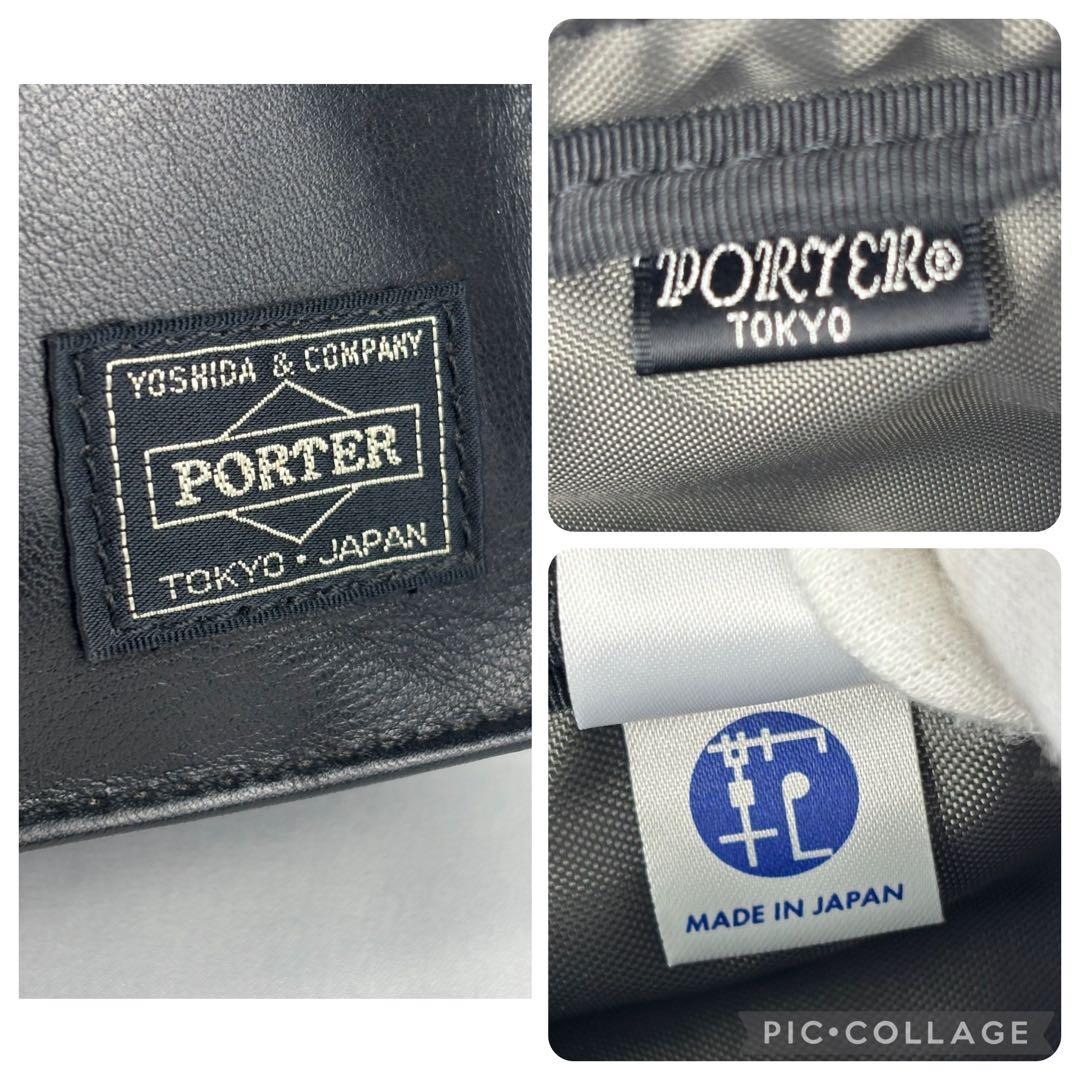 YOSHIDA & COMPANY
PORTER
TOKYO・JAPAN
PORTER®
TOKYO
MADE IN JAPAN
PIC•COLLAGE